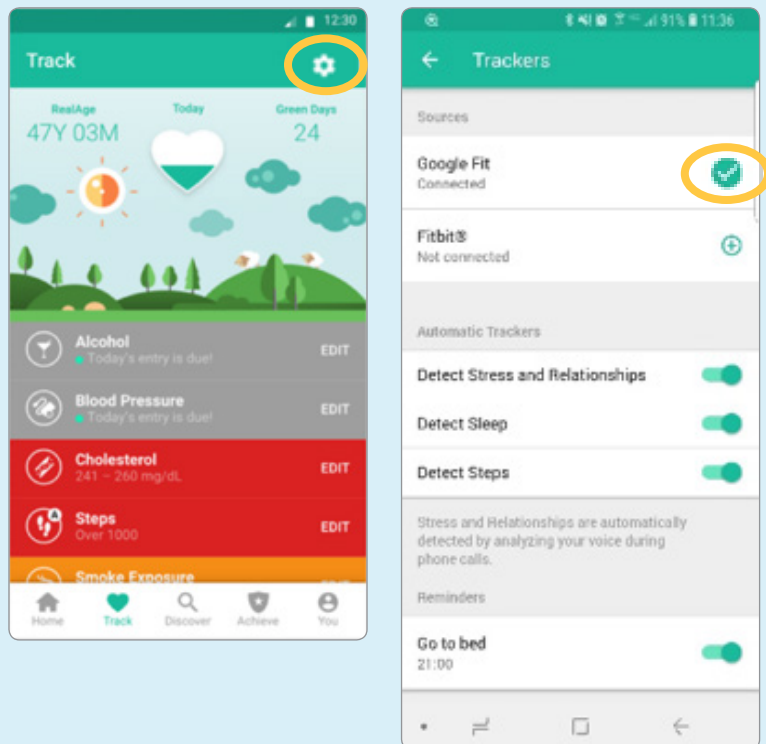 12:30
Track
RealAge
Today
Green Days
47Y 03M
24
Alcohol
Today's entry is due!
EDIT
Blood Pressure
Today's entry is due!
EDIT
Cholesterol
241 – 260 mg/dL
EDIT
Steps
Over 1000
EDIT
A
Smoke Exposure
Home
Track
Discover
Achieve
You
91% 11:36
Trackers
Sources
Google Fit
Connected
Fitbit®
Not connected
Automatic Trackers
Detect Stress and Relationships
Detect Sleep
Detect Steps
Stress and Relationships are automatically
detected by analyzing your voice during
phone calls.
Reminders
Go to bed
21:00